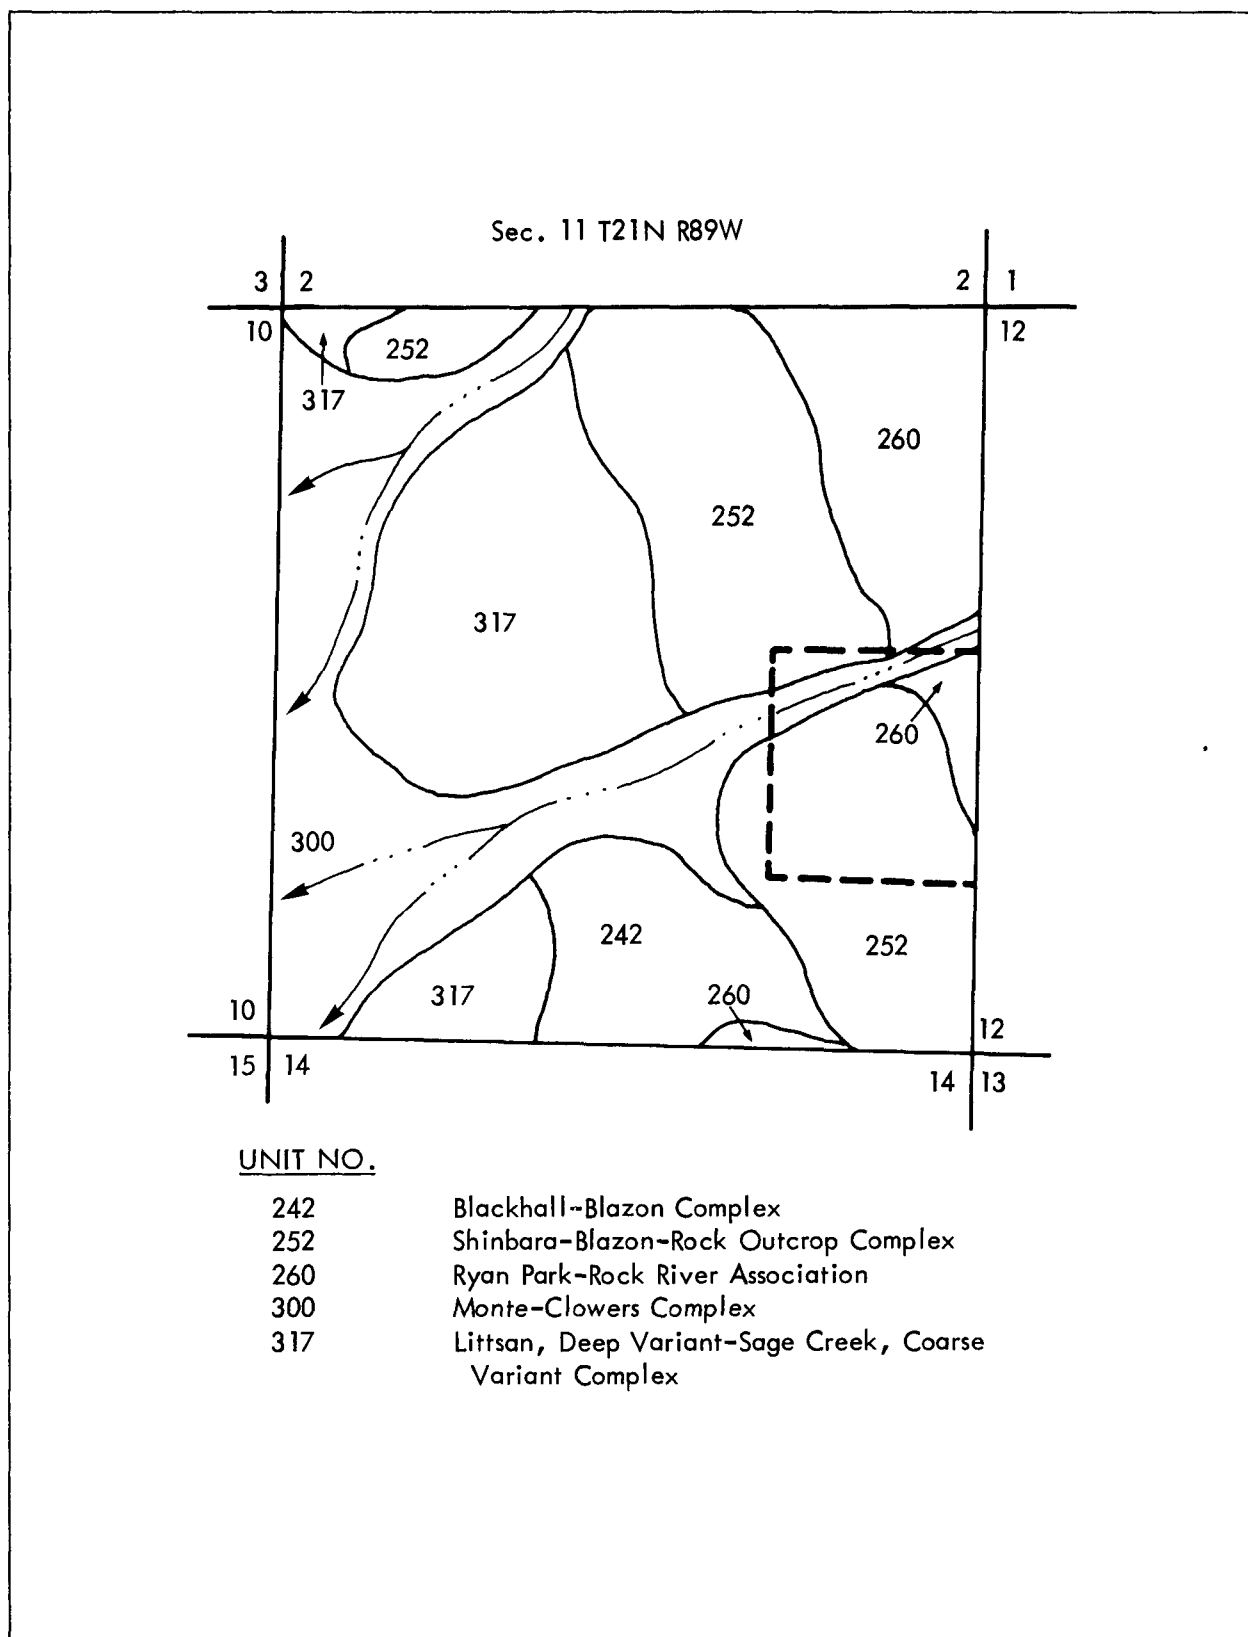 Sec. 11 T21N R89W
3 2
2 1
10
12
252
317
260
252
317
260
300
242
252
317
260
10
12
15 14
14 13
UNIT NO.
242 Blackhall-Blazon Complex
252 Shinbara-Blazon-Rock Outcrop Complex
260 Ryan Park-Rock River Association
300 Monte-Clowers Complex
317 Littsan, Deep Variant-Sage Creek, Coarse
Variant Complex